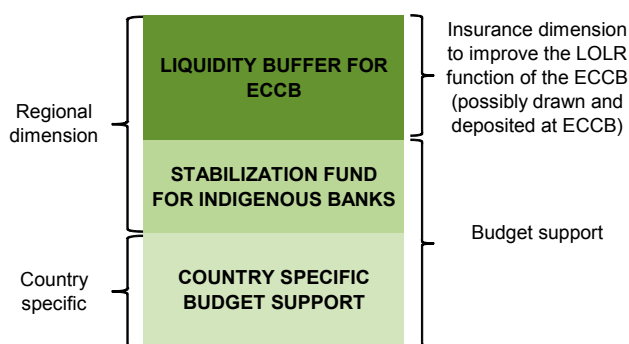 LIQUIDITY BUFFER FOR
ECCB
Insurance dimension
to improve the LOLR
function of the ECCB
(possibly drawn and
deposited at ECCB)
Regional
dimension
STABILIZATION FUND
FOR INDIGENOUS BANKS
Budget support
Country
specific
COUNTRY SPECIFIC
BUDGET SUPPORT